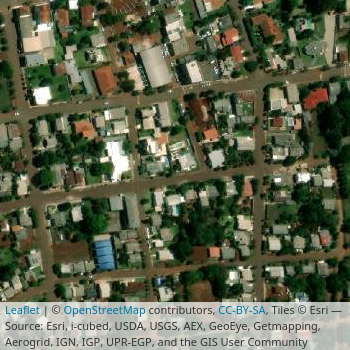 Leaflet | © OpenStreetMap contributors, CC-BY-SA, Tiles © Esri —
Source: Esri, i-cubed, USDA, USGS, AEX, GeoEye, Getmapping,
Aerogrid, IGN, IGP, UPR-EGP, and the GIS User Community